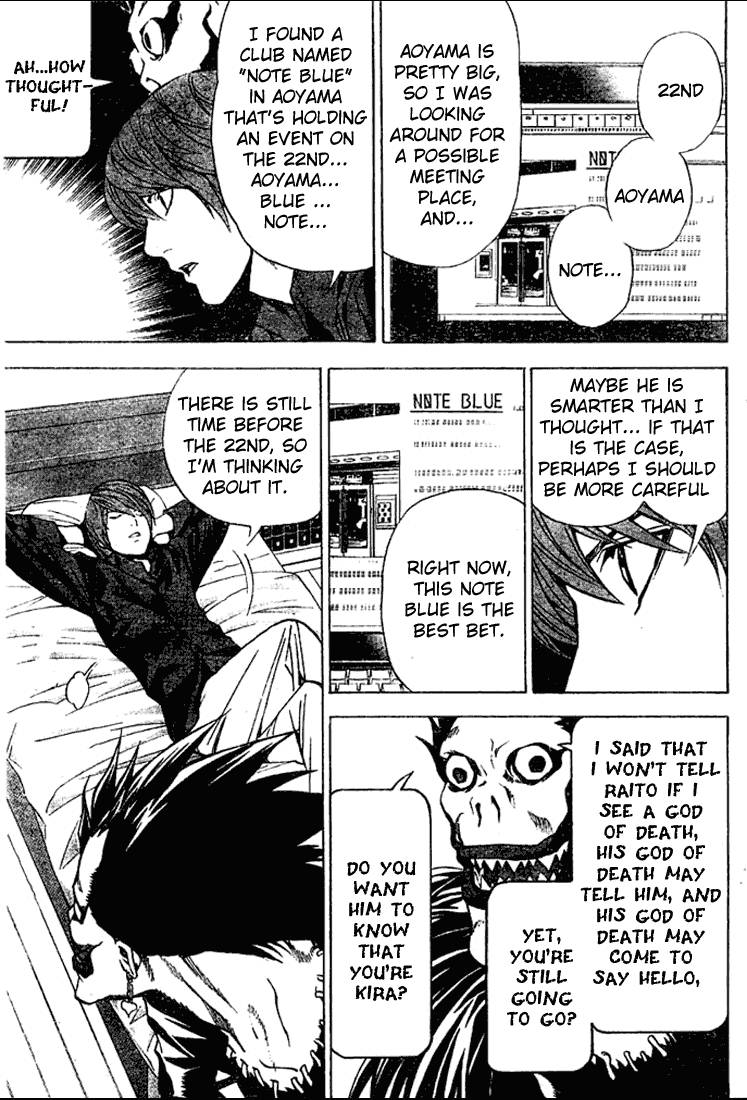 22ND
AOYAMA
NOTE...
NOTE
AOYAMA IS
PRETTY BIG,
SO I WAS
LOOKING
AROUND FOR
A POSSIBLE
MEETING
PLACE,
AND...
I FOUND A
CLUB NAMED
"NOTE BLUE"
IN AOYAMA
THAT'S HOLDING
AN EVENT ON
THE 22ND...
AOYAMA...
BLUE ...
NOTE...
AH...HOW
THOUGHT-
FUL!
MAYBE HE IS
SMARTER THAN I
THOUGHT... IF THAT
IS THE CASE,
PERHAPS I SHOULD
BE MORE CAREFUL
NOTE BLUE
RIGHT NOW,
THIS NOTE
BLUE IS THE
BEST BET.
THERE IS STILL
TIME BEFORE
THE 22ND, SO
I'M THINKING
ABOUT IT.
I SAID THAT
I WON'T TELL
RAITO IF I
SEE A GOD
OF DEATH,
HIS GOD OF
DEATH MAY
TELL HIM, AND
HIS GOD OF
DEATH MAY
COME TO
SAY HELLO,
YET,
YOU'RE
STILL
GOING
TO GO?
DO YOU
WANT
HIM TO
KNOW
THAT
YOU'RE
KIRA?